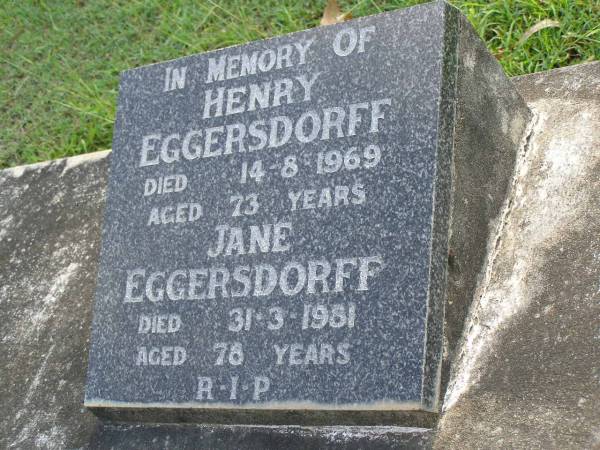 IN MEMORY OF
HENRY
EGGERSDORFF
DIED 14-8-1969
AGED 73 YEARS
JANE
EGGERSDORFF
DIED 31-3-1981
AGED 78 YEARS
R·I·P